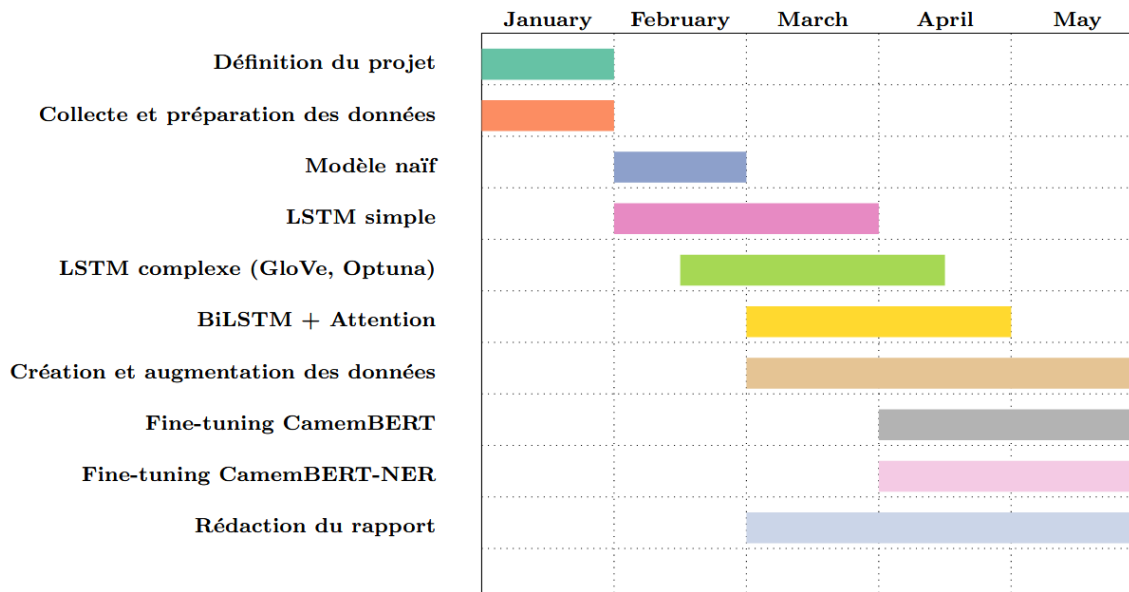 January February March April May
Définition du projet
Collecte et préparation des données
Modèle naïf
LSTM simple
LSTM complexe (GloVe, Optuna)
BiLSTM + Attention
Création et augmentation des données
Fine-tuning CamemBERT
Fine-tuning CamemBERT-NER
Rédaction du rapport